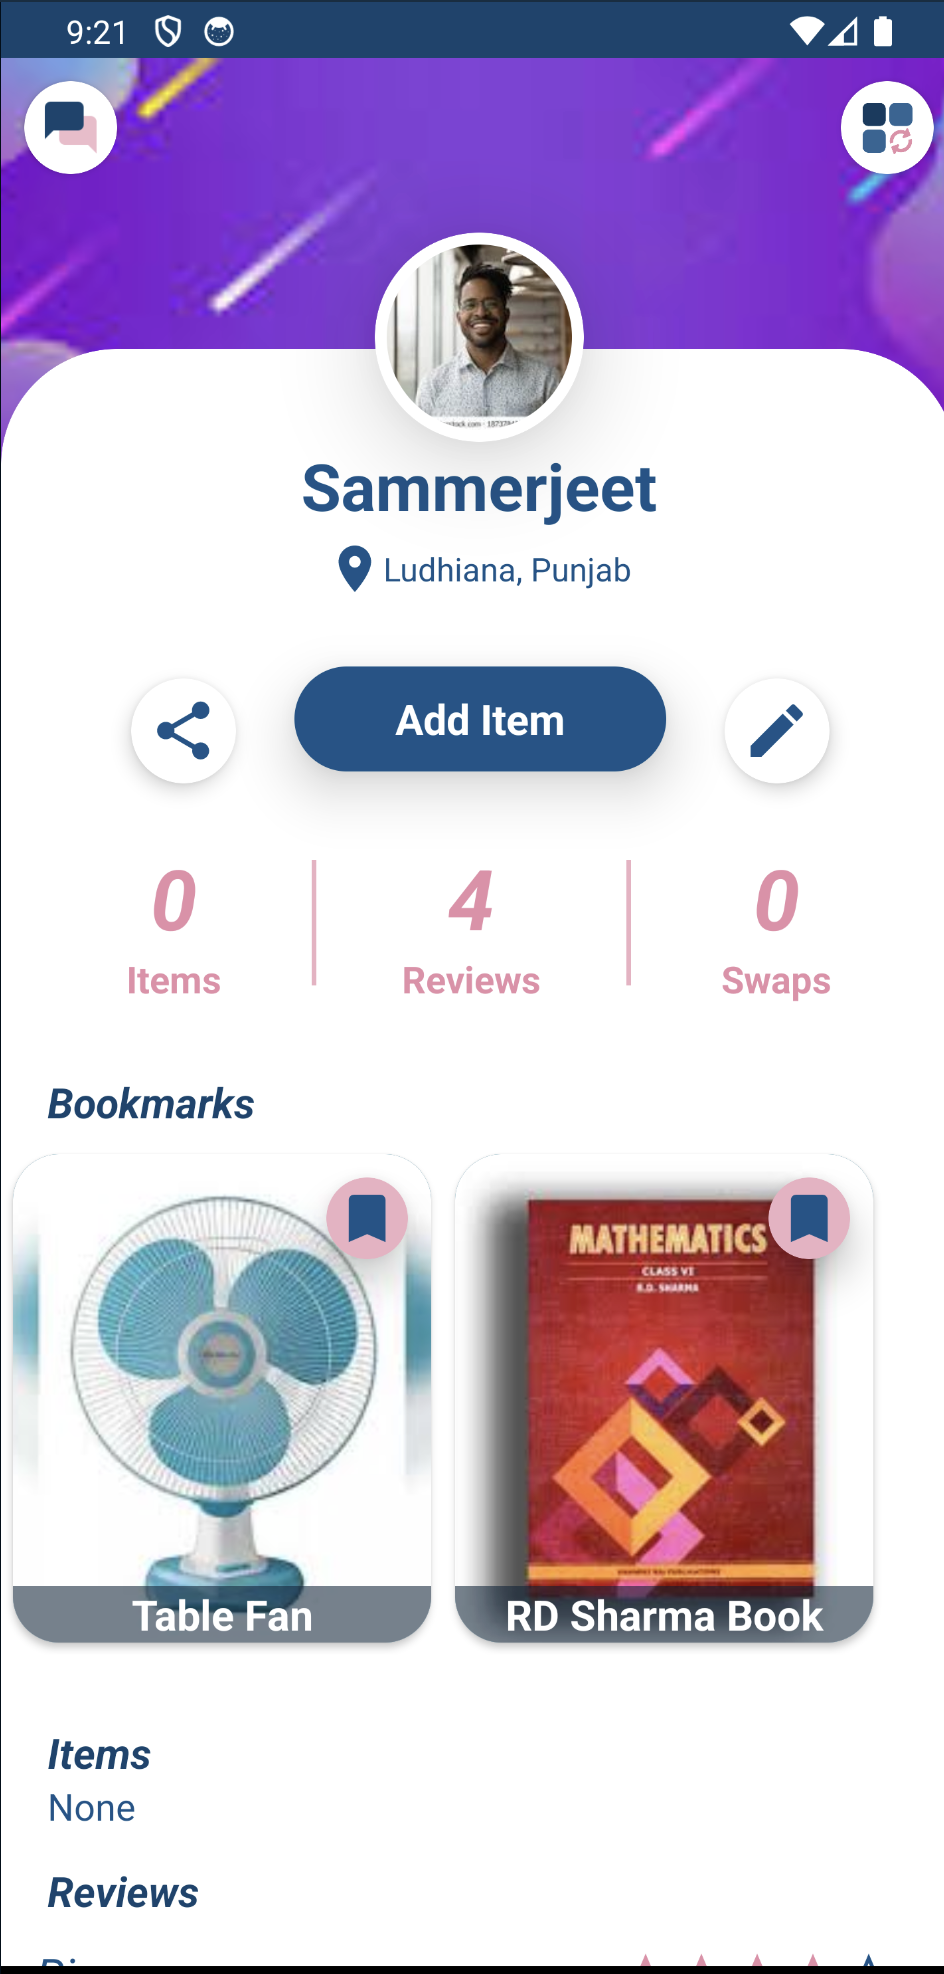 9:21
Sammerjeet
Ludhiana, Punjab
Add Item
0
Items
4
Reviews
0
Swaps
Bookmarks
MATHEMATICS
CLASS VI
R.D. SHARMA
Table Fan
RD Sharma Book
Items
None
Reviews